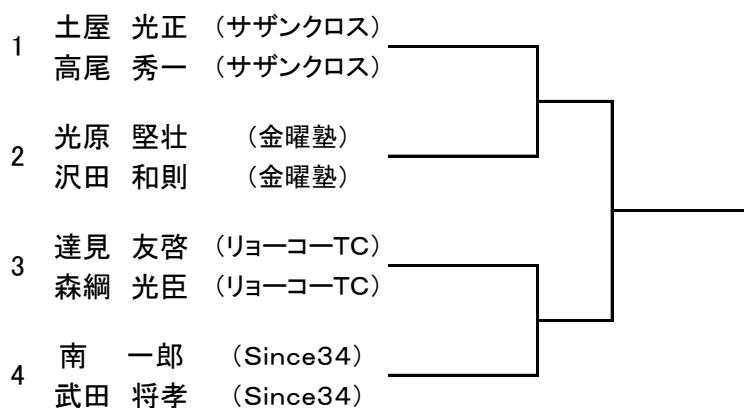 1
土屋 光正 (サザンクロス)
高尾 秀一 (サザンクロス)
2
光原 堅壮 (金曜塾)
沢田 和則 (金曜塾)
3
達見 友啓 (リョーコーTC)
森綱 光臣 (リョーコーTC)
4
南 一郎 (Since34)
武田 将孝 (Since34)